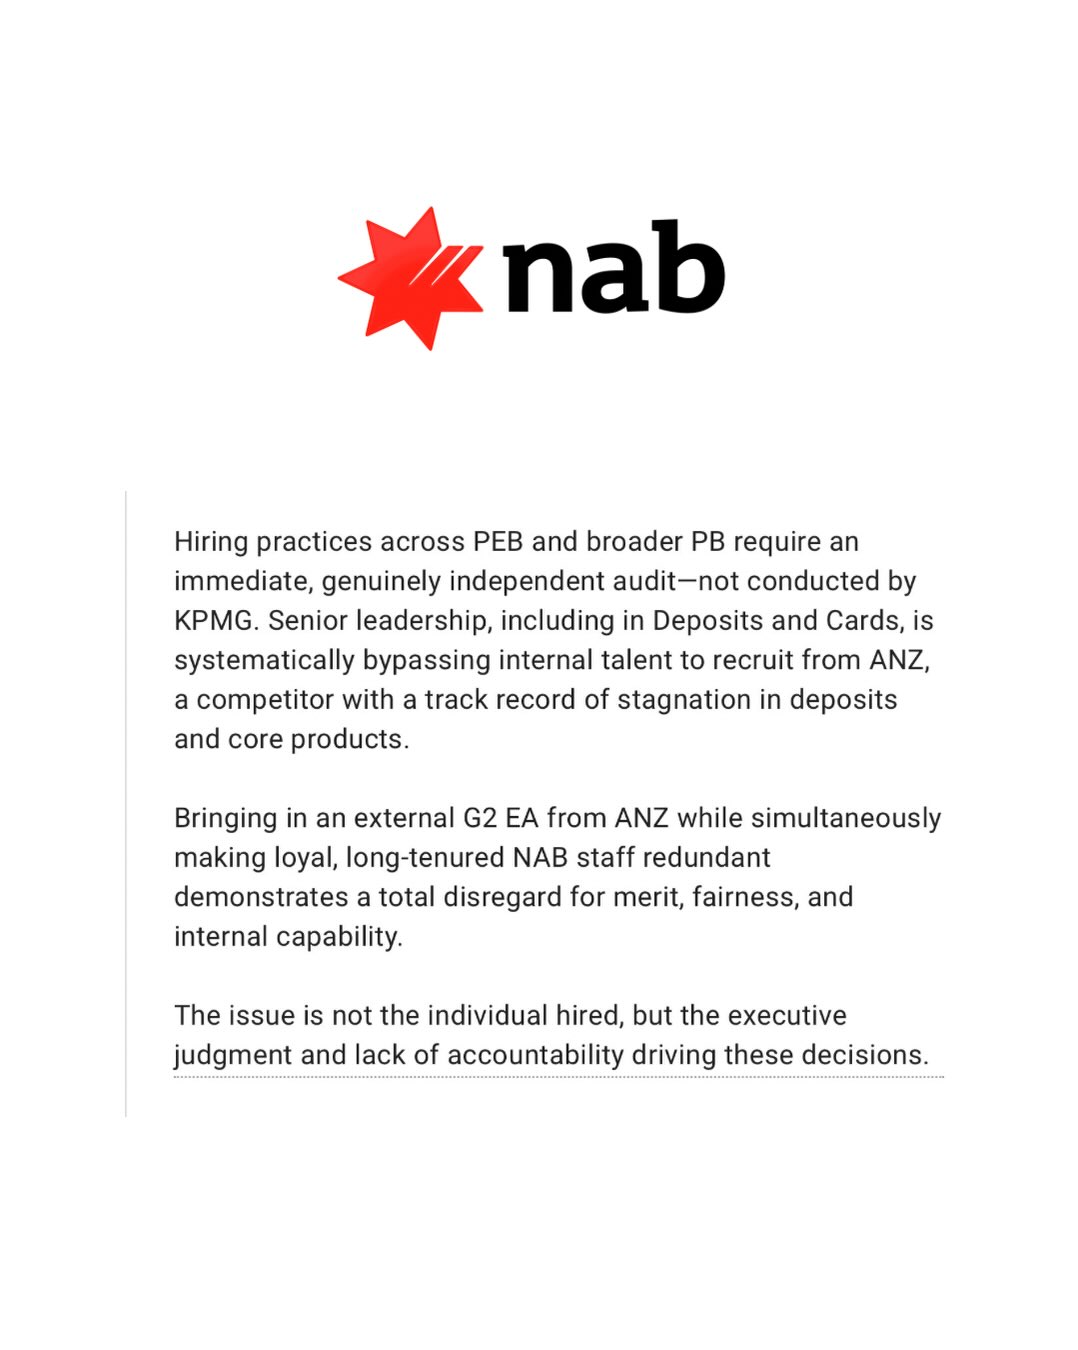 nab
Hiring practices across PEB and broader PB require an
immediate, genuinely independent audit—not conducted by
KPMG. Senior leadership, including in Deposits and Cards, is
systematically bypassing internal talent to recruit from ANZ,
a competitor with a track record of stagnation in deposits
and core products.
Bringing in an external G2 EA from ANZ while simultaneously
making loyal, long-tenured NAB staff redundant
demonstrates a total disregard for merit, fairness, and
internal capability.
The issue is not the individual hired, but the executive
judgment and lack of accountability driving these decisions.